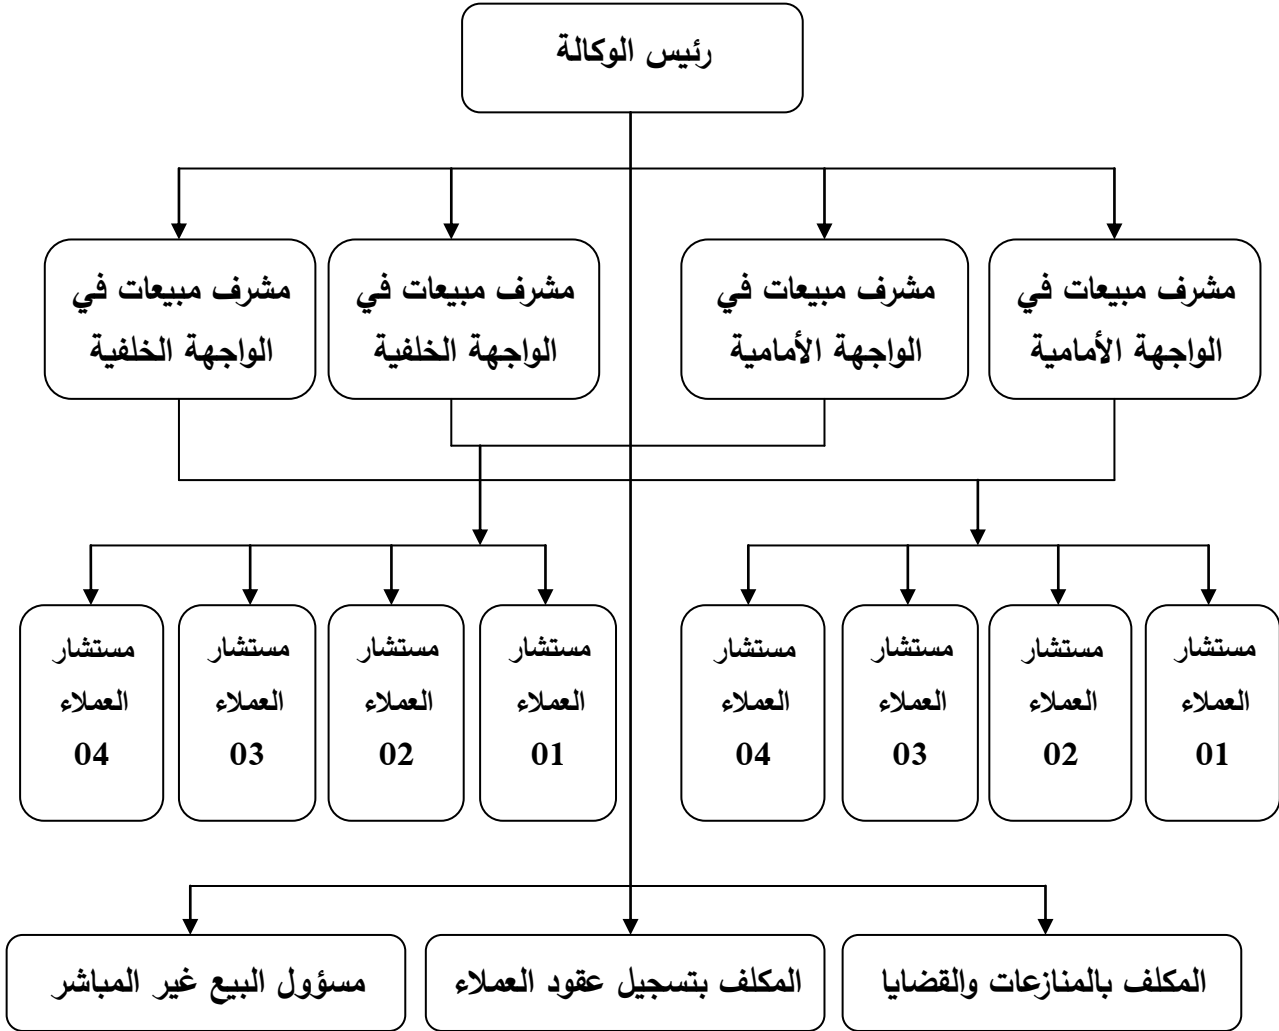 رئيس الوكالة
مشرف مبيعات في
الواجهة الأمامية
مشرف مبيعات في
الواجهة الأمامية
مشرف مبيعات في
الواجهة الخلفية
مشرف مبيعات في
الواجهة الخلفية
مستشار
العملاء
01
مستشار
العملاء
02
مستشار
العملاء
03
مستشار
العملاء
04
مستشار
العملاء
01
مستشار
العملاء
02
مستشار
العملاء
03
مستشار
العملاء
04
المكلف بالمنازعات والقضايا
المكلف بتسجيل عقود العملاء
مسؤول البيع غير المباشر